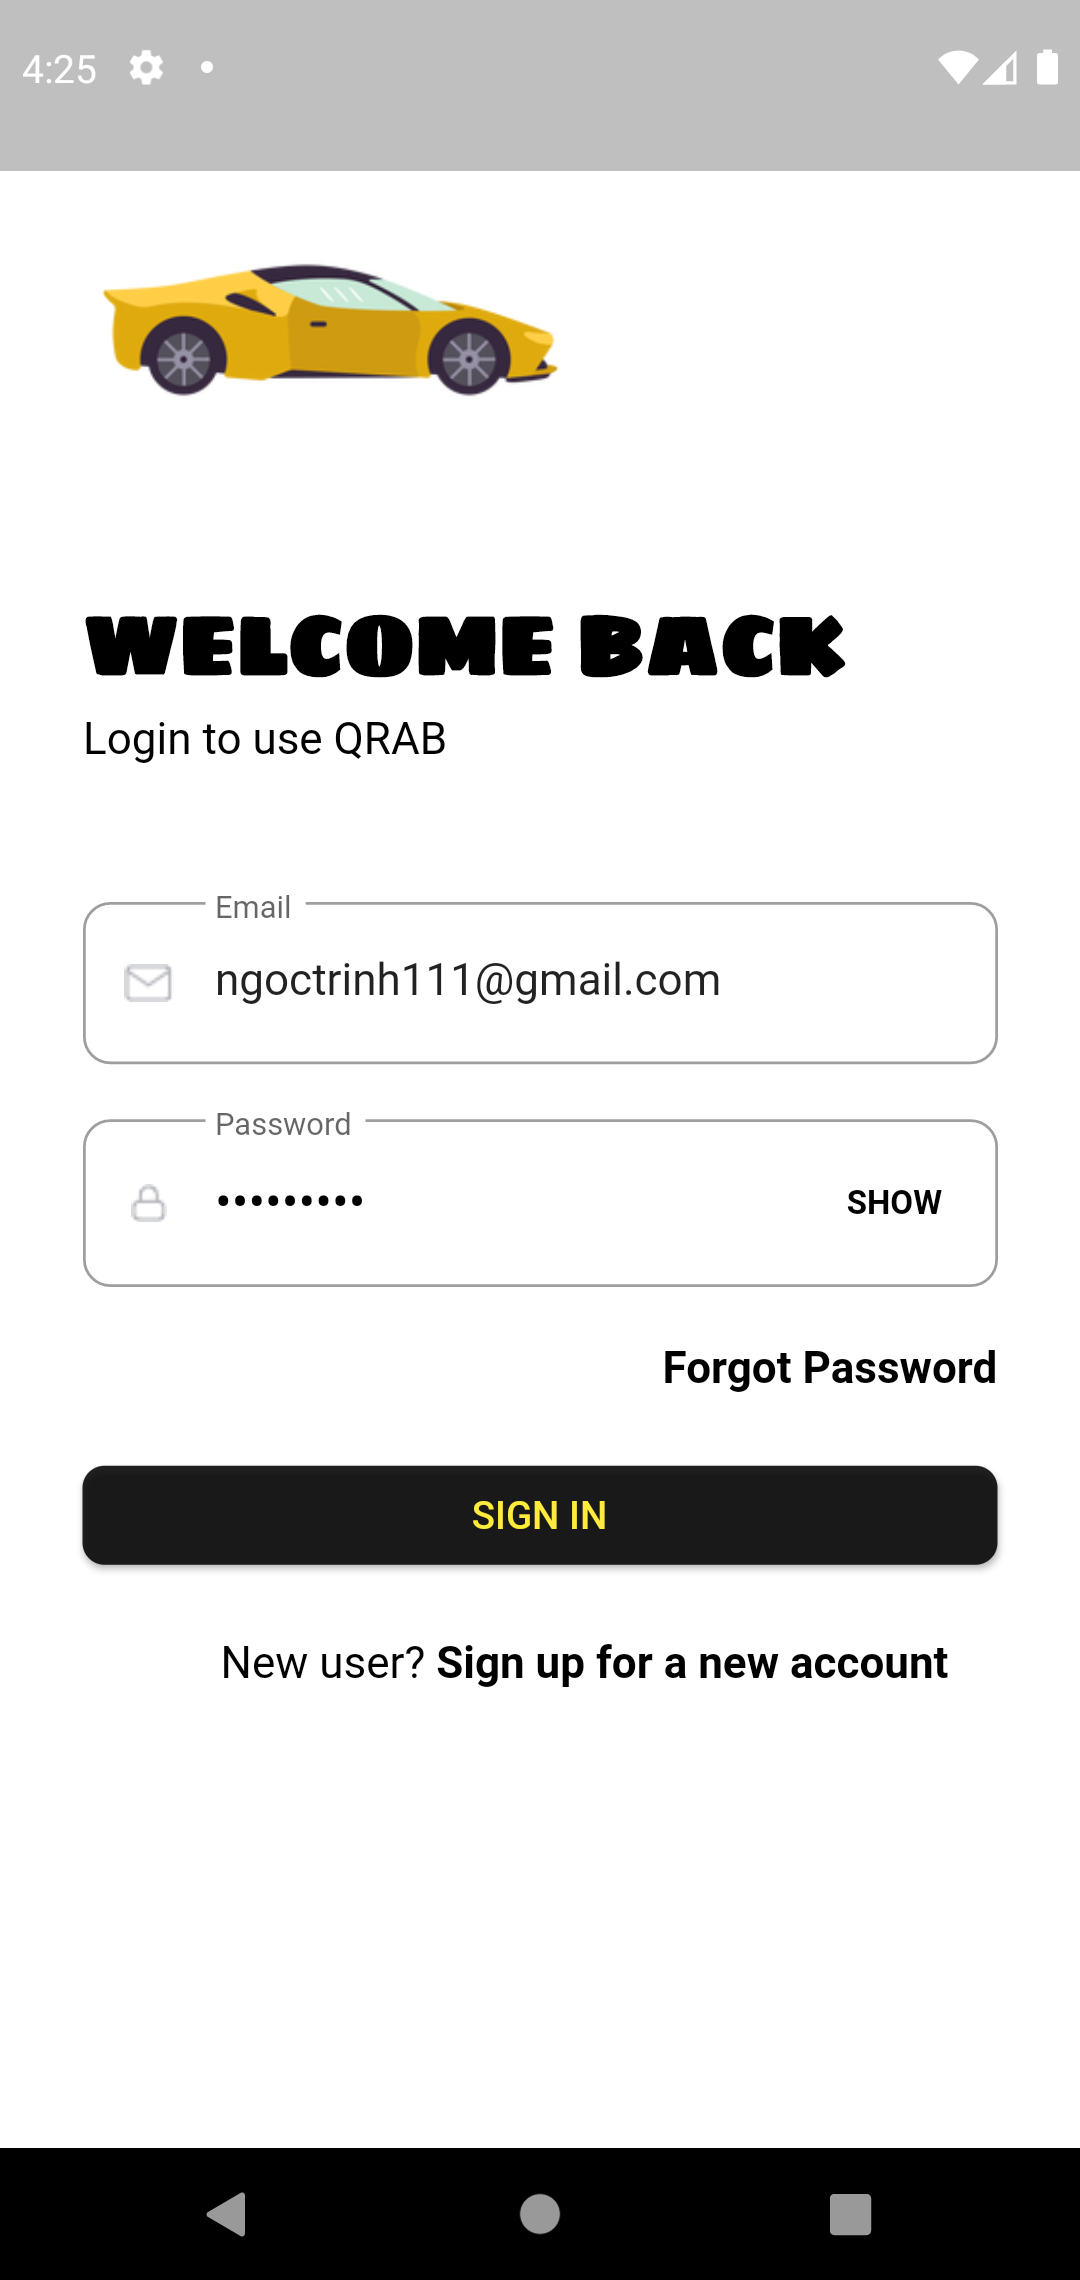 4:25
WELCOME BACK
Login to use QRAB
Email
ngoctrinh111@gmail.com
Password
•••••••••
SHOW
Forgot Password
SIGN IN
New user? Sign up for a new account